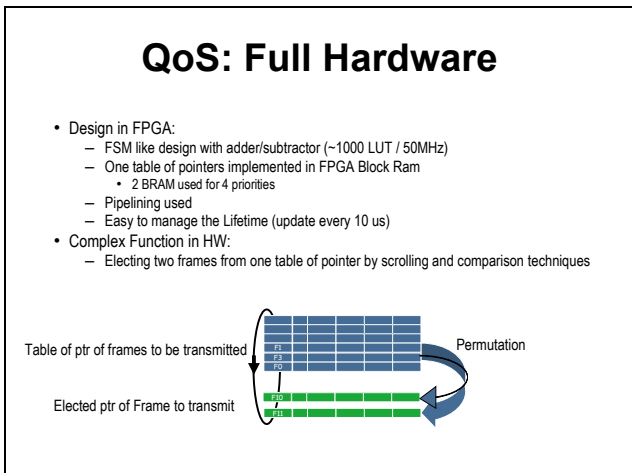 QoS: Full Hardware
• Design in FPGA:
– FSM like design with adder/subtractor (~1000 LUT / 50MHz)
– One table of pointers implemented in FPGA Block Ram
• 2 BRAM used for 4 priorities
– Pipelining used
– Easy to manage the Lifetime (update every 10 us)
• Complex Function in HW:
– Electing two frames from one table of pointer by scrolling and comparison techniques
F1
Table of ptr of frames to be transmitted
Permutation
F3
F0
F10
Elected ptr of Frame to transmit
F11